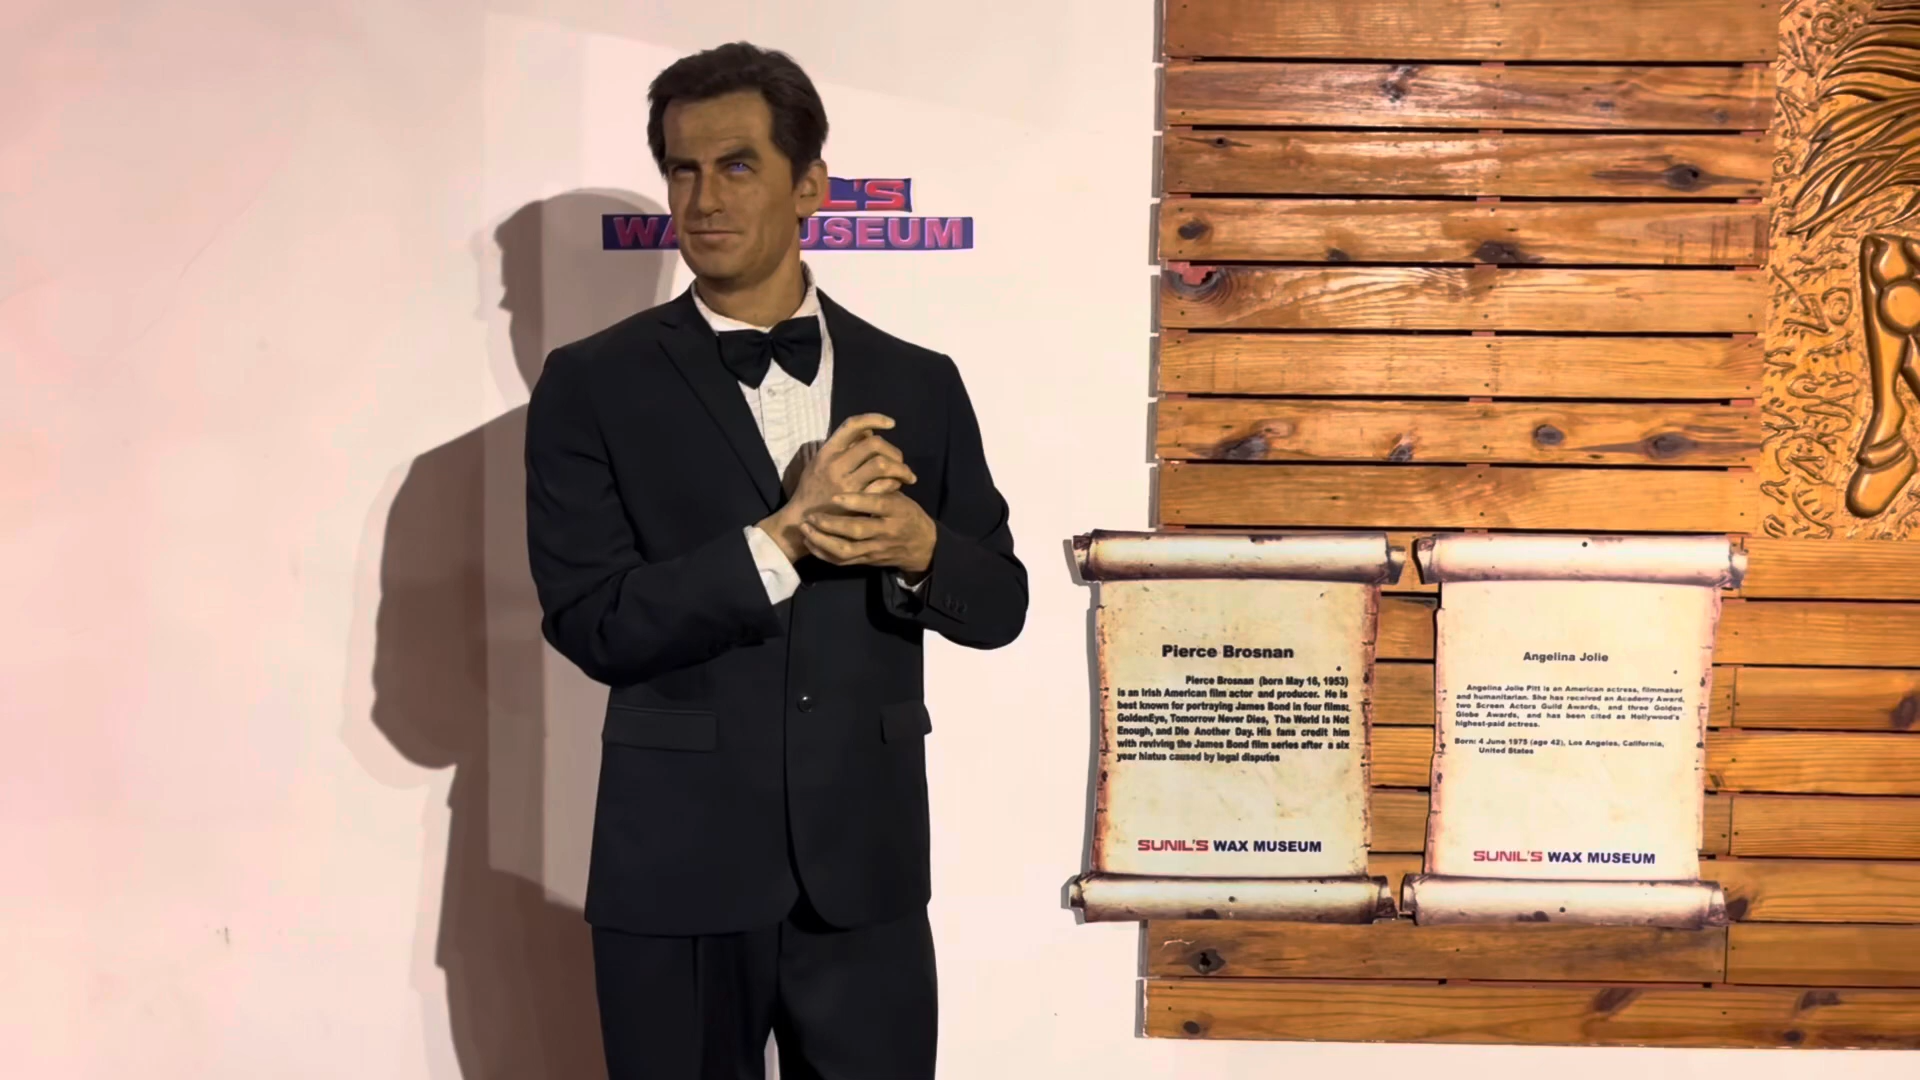 L'S
WA USEUM
Pierce Brosnan
Pierce Brosnan (born May 16, 1953)
is an Irish American film actor and producer. He is
best known for portraying James Bond in four films:
GoldenEye, Tomorrow Never Dies, The World Is Not
Enough, and Die Another Day. His fans credit him
with reviving the James Bond film series after a six
year hiatus caused by legal disputes
SUNIL'S WAX MUSEUM
Angelina Jolie
Angelina Jolie Pitt is an American actress, filmmaker
and humanitarian. She has received an Academy Award,
two Screen Actors Guild Awards, and three Golden
Globe Awards, and has been cited as Hollywood's
highest-paid actress.
Born: 4 June 1975 (age 42), Los Angeles, California,
United States
SUNIL'S WAX MUSEUM